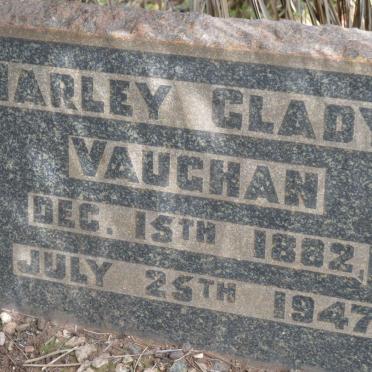 HARLEY GLADY
VAUGHAN
DEC. 15TH 1882,
JULY 25TH 1947